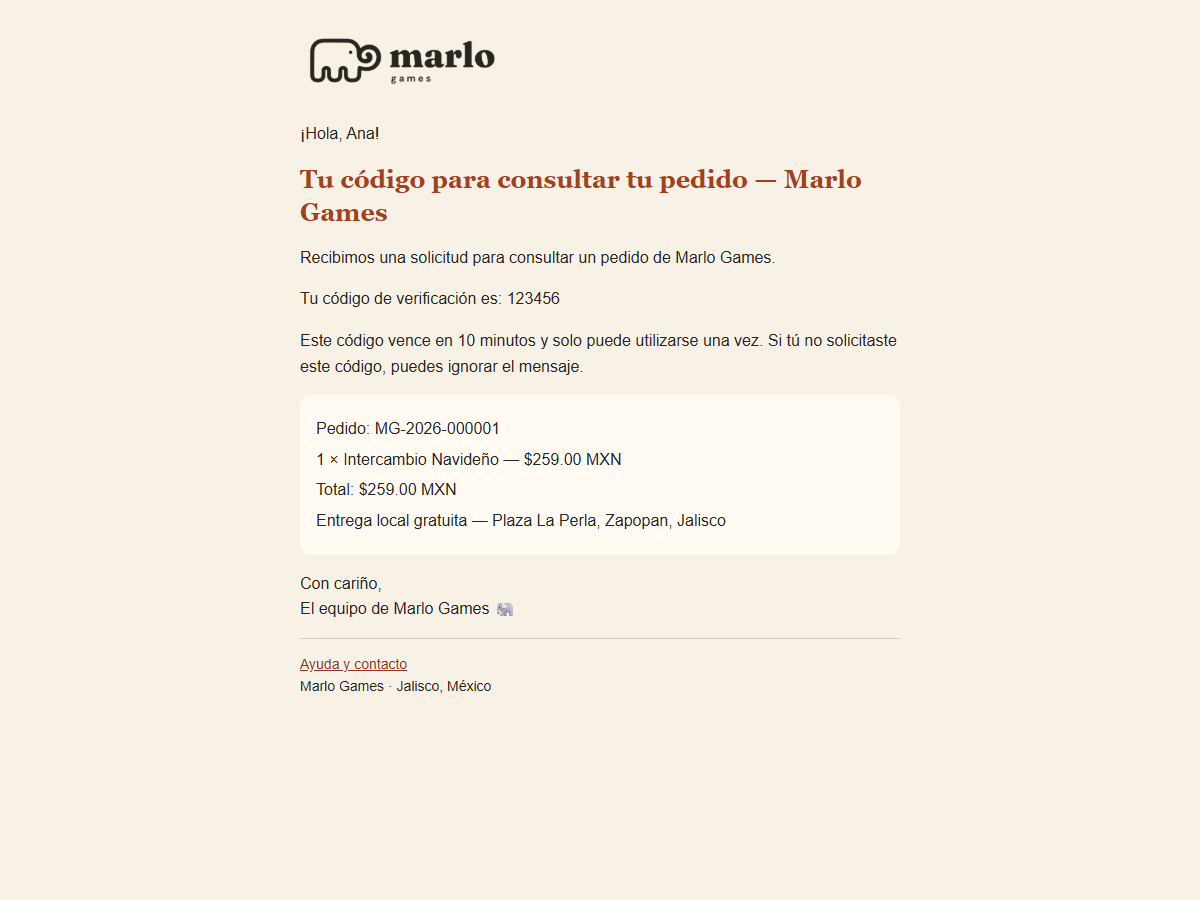 marlo
games
¡Hola, Ana!
Tu código para consultar tu pedido — Marlo
Games
Recibimos una solicitud para consultar un pedido de Marlo Games.
Tu código de verificación es: 123456
Este código vence en 10 minutos y solo puede utilizarse una vez. Si tú no solicitaste
este código, puedes ignorar el mensaje.
Pedido: MG-2026-000001
1 × Intercambio Navideño — $259.00 MXN
Total: $259.00 MXN
Entrega local gratuita — Plaza La Perla, Zapopan, Jalisco
Con cariño,
El equipo de Marlo Games 🐘
Ayuda y contacto
Marlo Games · Jalisco, México